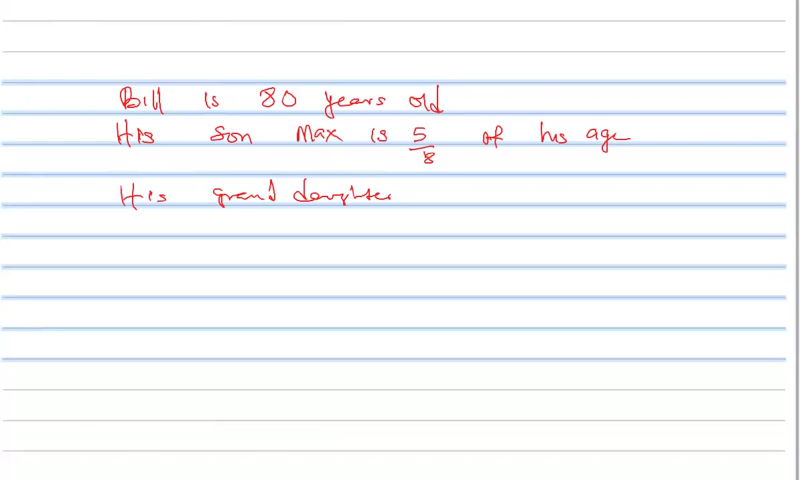 Bill is 80 years old
His son Max is 5/8 of his age
His grand daughter